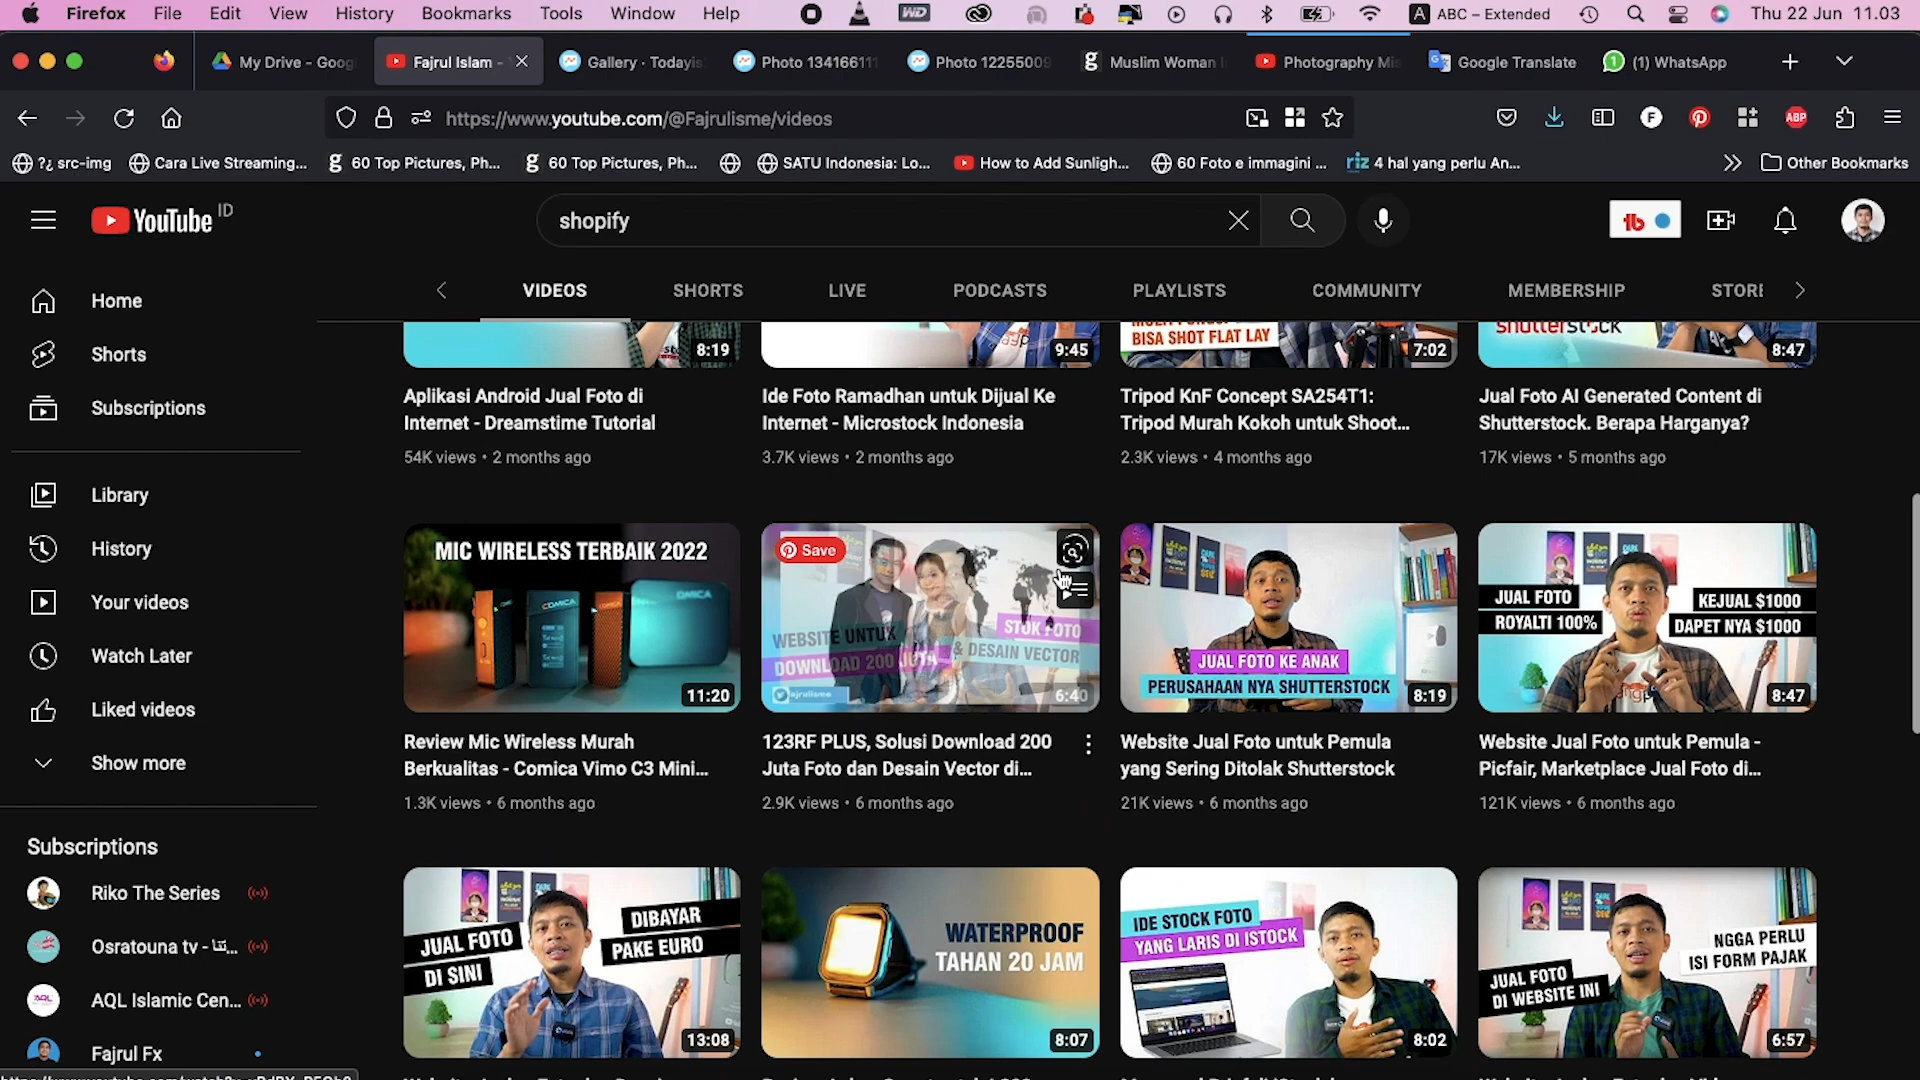 Firefox File Edit View History Bookmarks Tools Window Help ABC – Extended Thu 22 Jun 11.03
My Drive - Goog
Fajrul Islam -
Gallery · Todayis
Photo 134166111
Photo 12255009
Muslim Woman
Photography Mis
Google Translate
(1) WhatsApp
https://www.youtube.com/@Fajrulisme/videos
?¿ src-img
Cara Live Streaming...
60 Top Pictures, Ph...
60 Top Pictures, Ph...
SATU Indonesia: Lo...
How to Add Sunligh...
60 Foto e immagini ...
4 hal yang perlu An...
Other Bookmarks
YouTube ID
shopify
VIDEOS SHORTS LIVE PODCASTS PLAYLISTS COMMUNITY MEMBERSHIP STORE
Home
Shorts
Subscriptions
Library
History
Your videos
Watch Later
Liked videos
Show more
Subscriptions
Riko The Series
Osratouna tv -
AQL Islamic Cen...
Fajrul Fx
8:19
Aplikasi Android Jual Foto di
Internet - Dreamstime Tutorial
54K views • 2 months ago
9:45
Ide Foto Ramadhan untuk Dijual Ke
Internet - Microstock Indonesia
3.7K views • 2 months ago
BISA SHOT FLAT LAY
7:02
Tripod KnF Concept SA254T1:
Tripod Murah Kokoh untuk Shoot...
2.3K views • 4 months ago
shutterstock
8:47
Jual Foto AI Generated Content di
Shutterstock. Berapa Harganya?
17K views • 5 months ago
MIC WIRELESS TERBAIK 2022
COMICA
11:20
Review Mic Wireless Murah
Berkualitas - Comica Vimo C3 Mini...
1.3K views • 6 months ago
Save
STOK FOTO
& DESAIN VECTOR
WEBSITE UNTUK
DOWNLOAD 200 JUTA
fajrulisme
6:40
123RF PLUS, Solusi Download 200
Juta Foto dan Desain Vector di...
2.9K views • 6 months ago
JUAL FOTO KE ANAK
PERUSAHAAN NYA SHUTTERSTOCK
8:19
Website Jual Foto untuk Pemula
yang Sering Ditolak Shutterstock
21K views • 6 months ago
JUAL FOTO
ROYALTI 100%
KEJUAL $1000
DAPET NYA $1000
8:47
Website Jual Foto untuk Pemula -
Picfair, Marketplace Jual Foto di...
121K views • 6 months ago
JUAL FOTO
DI SINI
DIBAYAR
PAKE EURO
13:08
WATERPROOF
TAHAN 20 JAM
8:07
IDE STOCK FOTO
YANG LARIS DI ISTOCK
8:02
JUAL FOTO
DI WEBSITE INI
NGGA PERLU
ISI FORM PAJAK
6:57